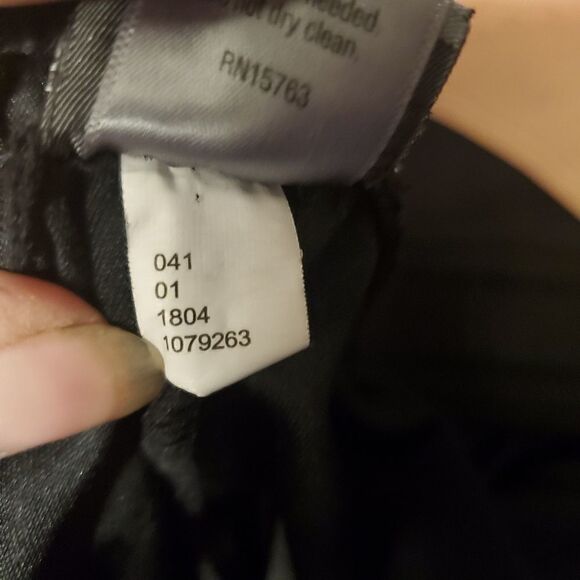 needed.
not dry clean.
RN15763
041
01
1804
1079263